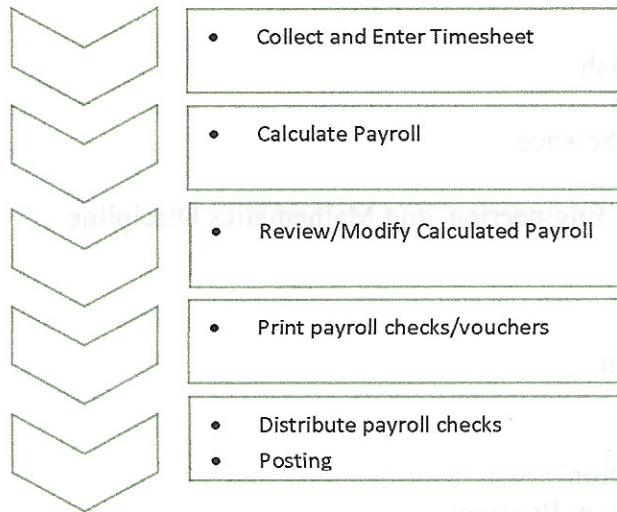 • Collect and Enter Timesheet
• Calculate Payroll
• Review/Modify Calculated Payroll
• Print payroll checks/vouchers
• Distribute payroll checks
• Posting